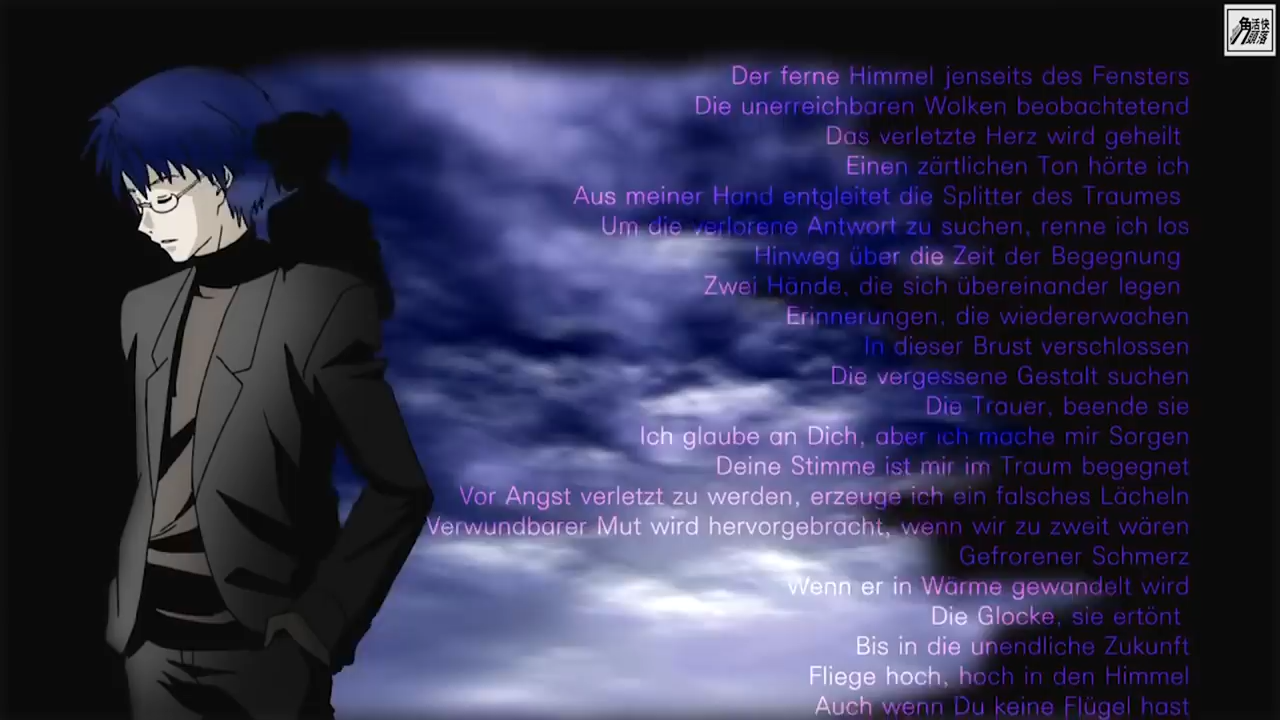 角活快
頭落
Der ferne Himmel jenseits des Fensters
Die unerreichbaren Wolken beobachtetend
Das verletzte Herz wird geheilt
Einen zärtlichen Ton hörte ich
Aus meiner Hand entgleitet die Splitter des Traumes
Um die verlorene Antwort zu suchen, renne ich los
Hinweg über die Zeit der Begegnung
Zwei Hände, die sich übereinander legen
Erinnerungen, die wiedererwachen
In dieser Brust verschlossen
Die vergessene Gestalt suchen
Die Trauer, beende sie
Ich glaube an Dich, aber ich mache mir Sorgen
Deine Stimme ist mir im Traum begegnet
Vor Angst verletzt zu werden, erzeuge ich ein falsches Lächeln
Verwundbarer Mut wird hervorgebracht, wenn wir zu zweit wären
Gefrorener Schmerz
Wenn er in Wärme gewandelt wird
Die Glocke, sie ertönt
Bis in die unendliche Zukunft
Fliege hoch, hoch in den Himmel
Auch wenn Du keine Flügel hast